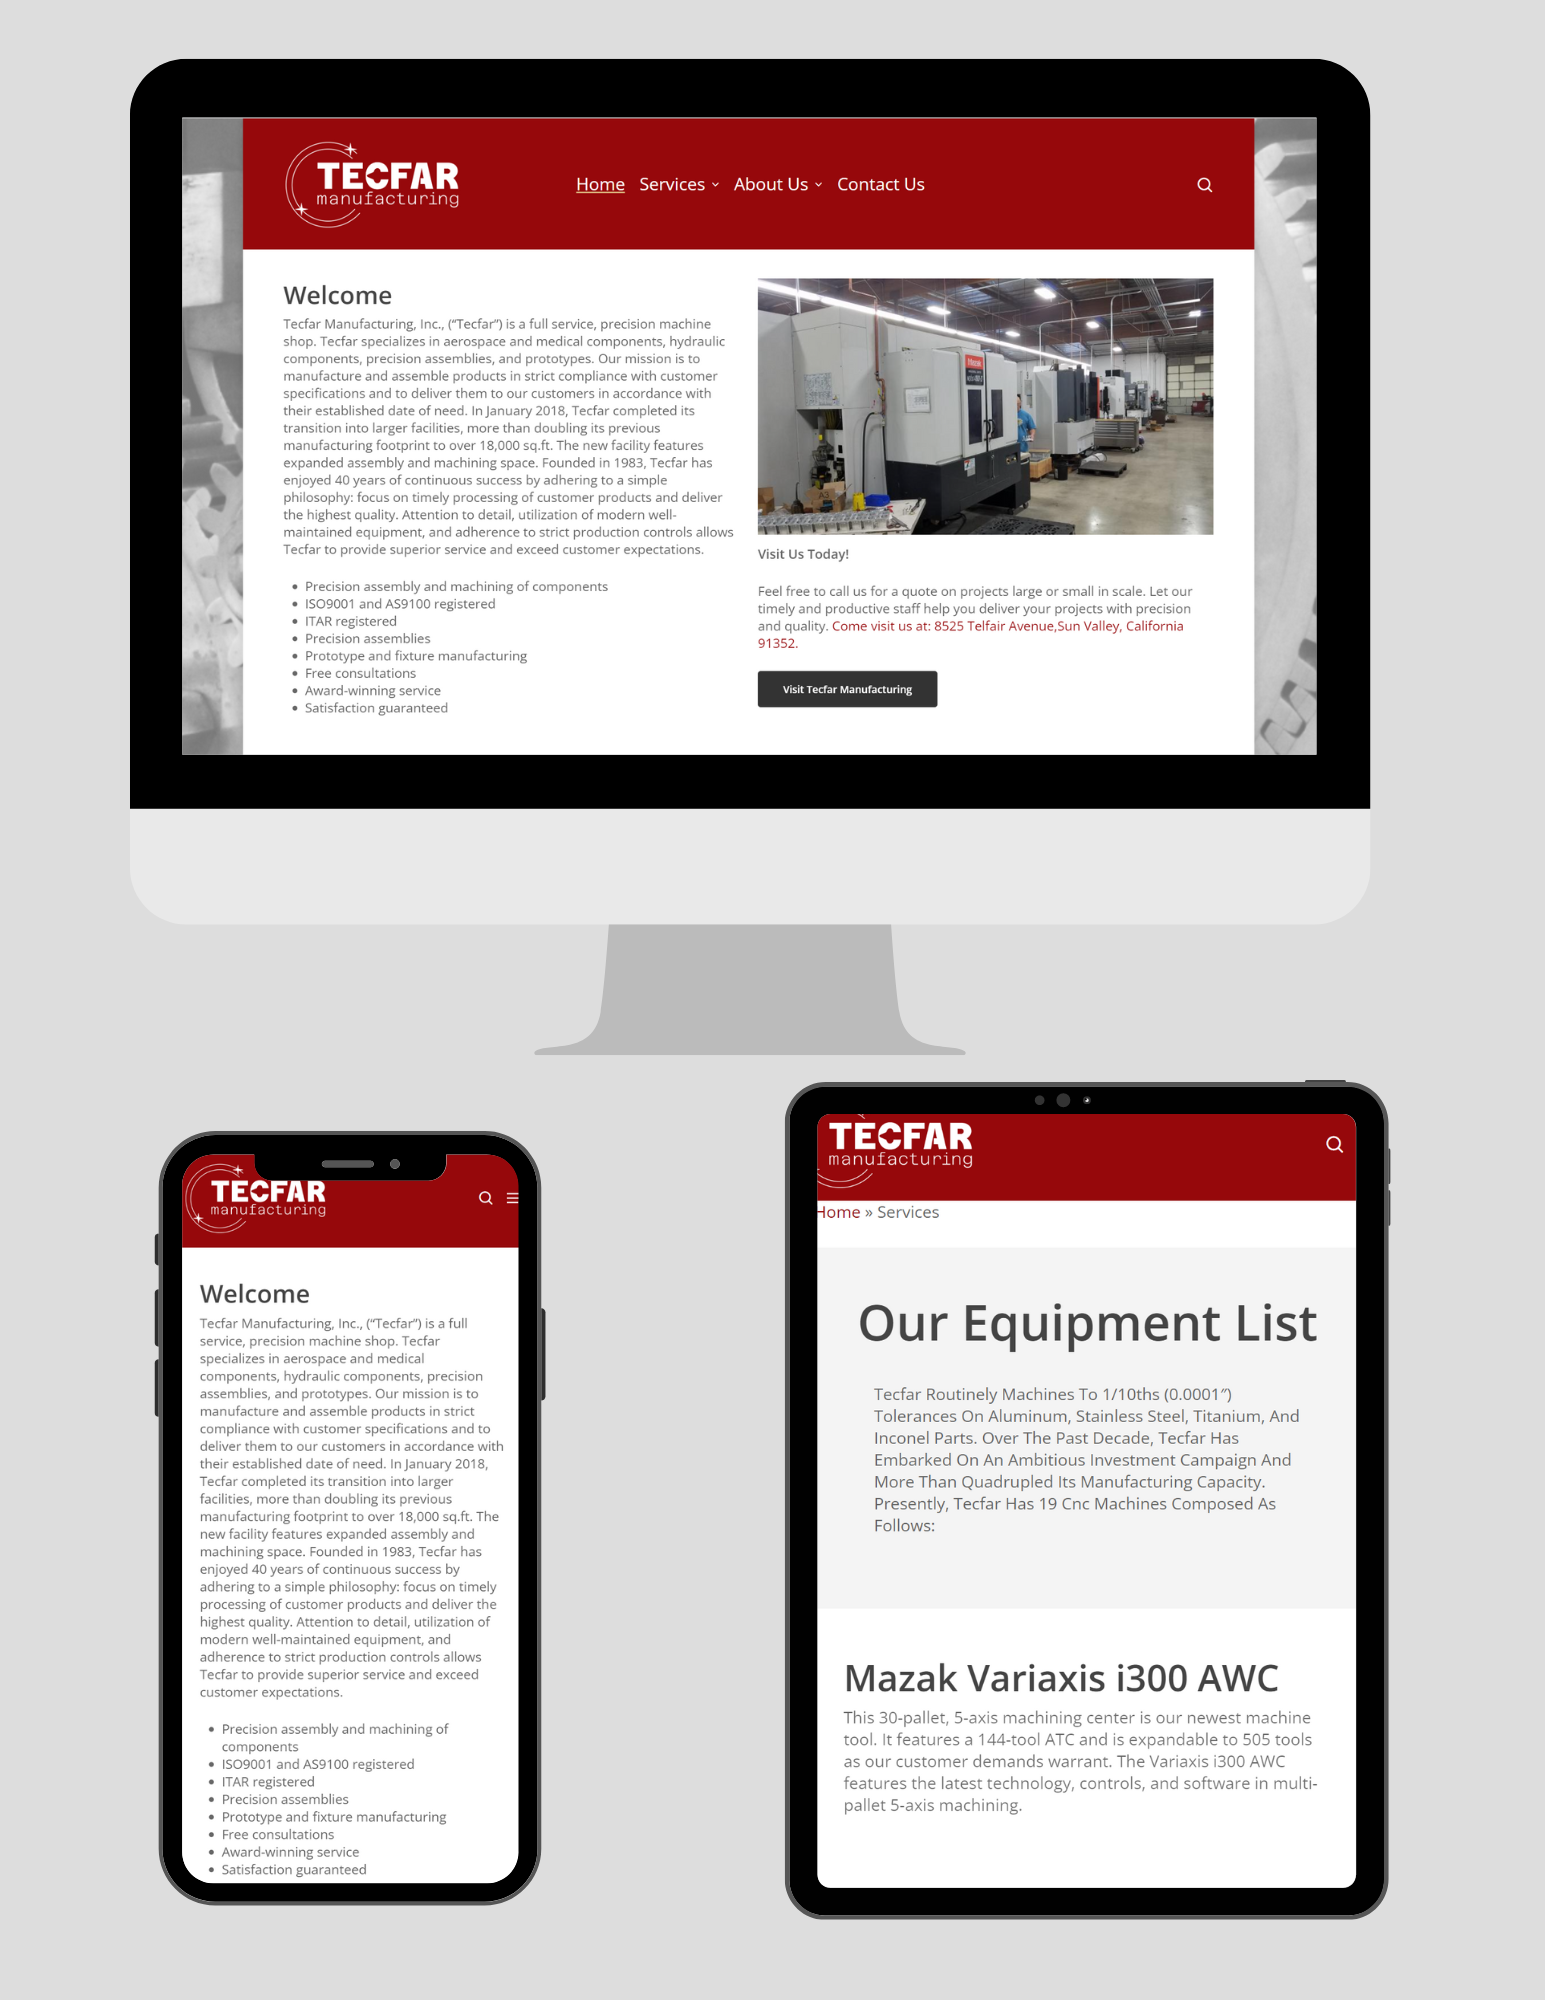 TECFAR
manufacturing
Home Services About Us Contact Us
Welcome
Tecfar Manufacturing, Inc., (“Tecfar”) is a full service, precision machine
shop. Tecfar specializes in aerospace and medical components, hydraulic
components, precision assemblies, and prototypes. Our mission is to
manufacture and assemble products in strict compliance with customer
specifications and to deliver them to our customers in accordance with
their established date of need. In January 2018, Tecfar completed its
transition into larger facilities, more than doubling its previous
manufacturing footprint to over 18,000 sq.ft. The new facility features
expanded assembly and machining space. Founded in 1983, Tecfar has
enjoyed 40 years of continuous success by adhering to a simple
philosophy: focus on timely processing of customer products and deliver
the highest quality. Attention to detail, utilization of modern well-
maintained equipment, and adherence to strict production controls allows
Tecfar to provide superior service and exceed customer expectations.
• Precision assembly and machining of components
• ISO9001 and AS9100 registered
• ITAR registered
• Precision assemblies
• Prototype and fixture manufacturing
• Free consultations
• Award-winning service
• Satisfaction guaranteed
Visit Us Today!
Feel free to call us for a quote on projects large or small in scale. Let our
timely and productive staff help you deliver your projects with precision
and quality. Come visit us at: 8525 Telfair Avenue,Sun Valley, California
91352.
Visit Tecfar Manufacturing
TECFAR
manufacturing
Welcome
Tecfar Manufacturing, Inc., (“Tecfar”) is a full
service, precision machine shop. Tecfar
specializes in aerospace and medical
components, hydraulic components, precision
assemblies, and prototypes. Our mission is to
manufacture and assemble products in strict
compliance with customer specifications and to
deliver them to our customers in accordance with
their established date of need. In January 2018,
Tecfar completed its transition into larger
facilities, more than doubling its previous
manufacturing footprint to over 18,000 sq.ft. The
new facility features expanded assembly and
machining space. Founded in 1983, Tecfar has
enjoyed 40 years of continuous success by
adhering to a simple philosophy: focus on timely
processing of customer products and deliver the
highest quality. Attention to detail, utilization of
modern well-maintained equipment, and
adherence to strict production controls allows
Tecfar to provide superior service and exceed
customer expectations.
• Precision assembly and machining of
components
• ISO9001 and AS9100 registered
• ITAR registered
• Precision assemblies
• Prototype and fixture manufacturing
• Free consultations
• Award-winning service
• Satisfaction guaranteed
TECFAR
manufacturing
Home » Services
Our Equipment List
Tecfar Routinely Machines To 1/10ths (0.0001″)
Tolerances On Aluminum, Stainless Steel, Titanium, And
Inconel Parts. Over The Past Decade, Tecfar Has
Embarked On An Ambitious Investment Campaign And
More Than Quadrupled Its Manufacturing Capacity.
Presently, Tecfar Has 19 Cnc Machines Composed As
Follows:
Mazak Variaxis i300 AWC
This 30-pallet, 5-axis machining center is our newest machine
tool. It features a 144-tool ATC and is expandable to 505 tools
as our customer demands warrant. The Variaxis i300 AWC
features the latest technology, controls, and software in multi-
pallet 5-axis machining.